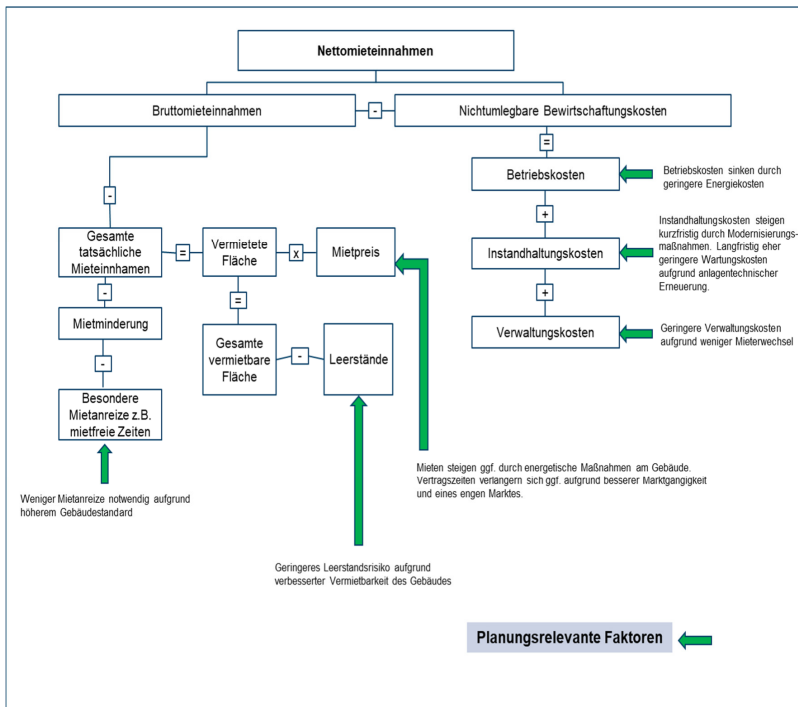 Nettomieteinnahmen
Bruttomieteinnahmen
-
Nichtumlegbare Bewirtschaftungskosten
=
Betriebskosten
Betriebskosten sinken durch
geringere Energiekosten
-
+
Gesamte
tatsächliche
Mieteinnhamen
=
Vermietete
Fläche
x
Mietpreis
Instandhaltungskosten
Instandhaltungskosten steigen
kurzfristig durch Modernisierungs-
maßnahmen. Langfristig eher
geringere Wartungskosten
aufgrund anlagentechnischer
Erneuerung.
-
=
+
Mietminderung
Gesamte
vermietbare
Fläche
-
Leerstände
Verwaltungskosten
Geringere Verwaltungskosten
aufgrund weniger Mieterwechsel
-
Besondere
Mietanreize z.B.
mietfreie Zeiten
Mieten steigen ggf. durch energetische Maßnahmen am Gebäude.
Vertragszeiten verlangern sich ggf. aufgrund besserer Marktgangigkeit
und eines engen Marktes.
Weniger Mietanreize notwendig aufgrund
höherem Gebäudestandard
Geringeres Leerstandsrisiko aufgrund
verbesserter Vermietbarkeit des Gebäudes
Planungsrelevante Faktoren